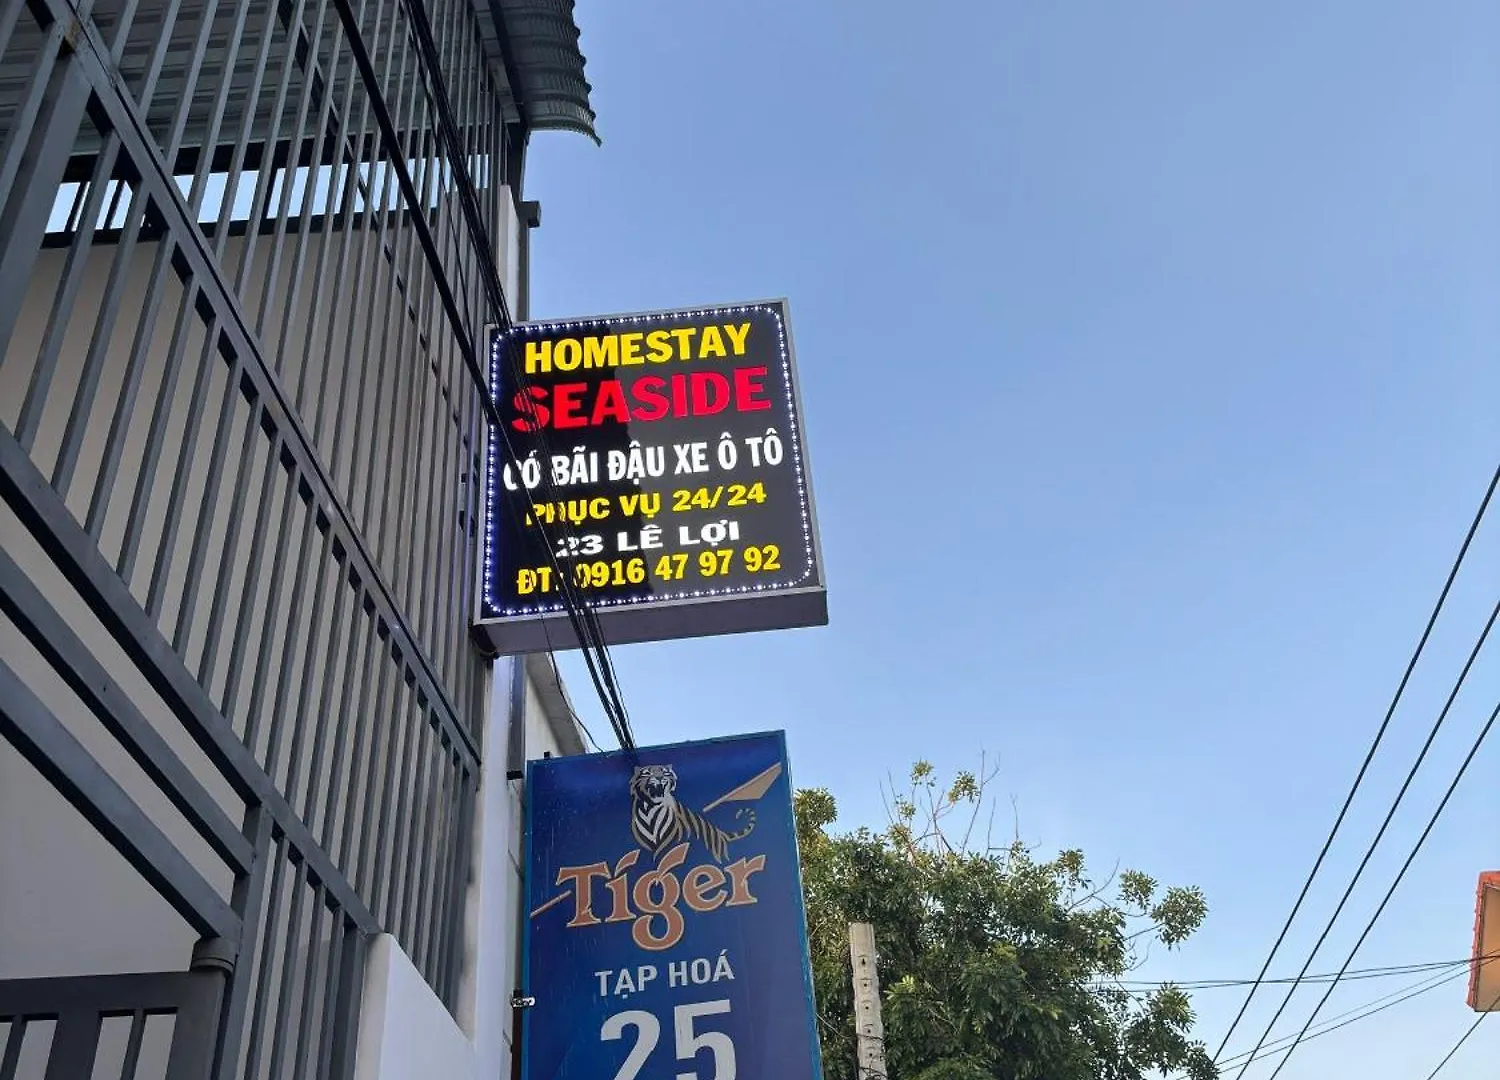 HOMESTAY
SEASIDE
CÓ BÃI ĐẬU XE Ô TÔ
PHỤC VỤ 24/24
23 LÊ LỢI
ĐT: 0916 47 97 92
Tiger
TẠP HOÁ
25